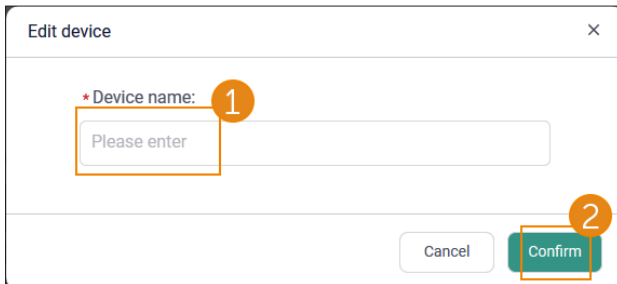 Edit device ×
* Device name:
1
Please enter
2
Cancel Confirm